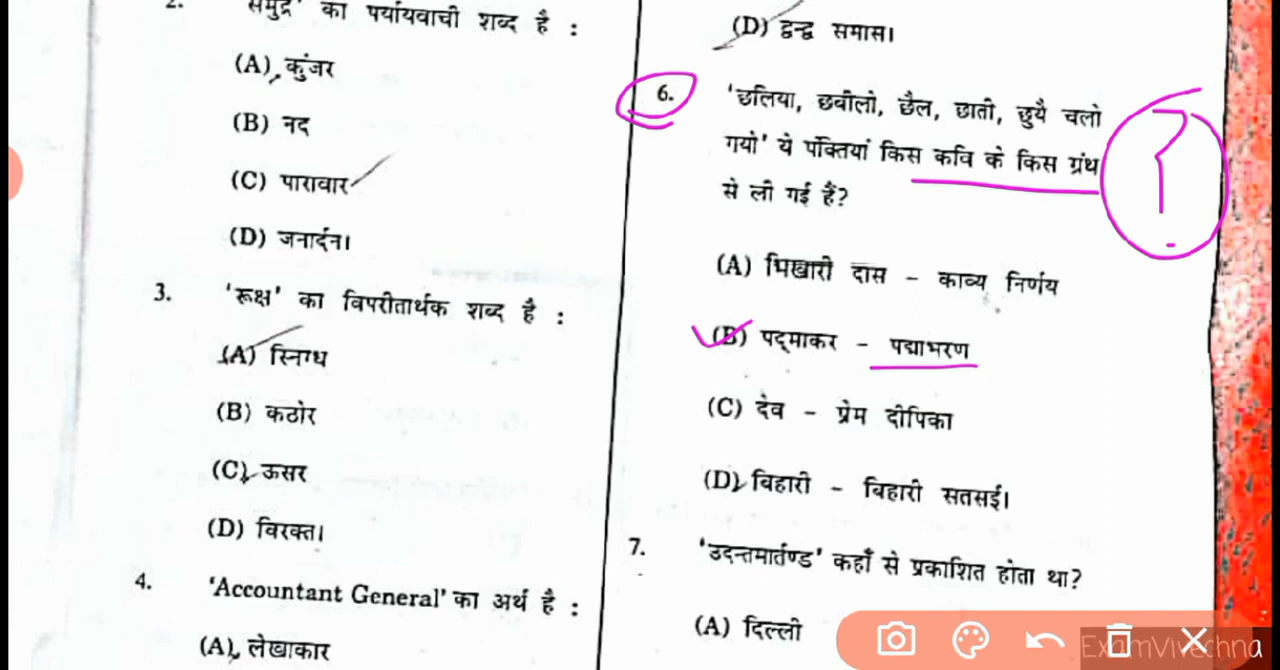 2. 'समुद्र' का पर्यायवाची शब्द है :
(A) कुंजर
(B) नद
(C) पारावार
(D) जनार्दन।
3. 'रूक्ष' का विपरीतार्थक शब्द है :
(A) स्निग्ध
(B) कठोर
(C) ऊसर
(D) विरक्त।
4. 'Accountant General' का अर्थ है :
(A) लेखाकार
(D) द्वन्द्व समास।
6. 'छलिया, छबीलो, छैल, छाती, छुयै चलो
गयो' ये पंक्तियां किस कवि के किस ग्रंथ
से ली गई हैं?
(A) भिखारी दास - काव्य निर्णय
(B) पद्माकर - पद्माभरण
(C) देव - प्रेम दीपिका
(D) बिहारी - बिहारी सतसई।
7. 'उदन्तमार्तण्ड' कहाँ से प्रकाशित होता था?
(A) दिल्ली
ExamVivechna